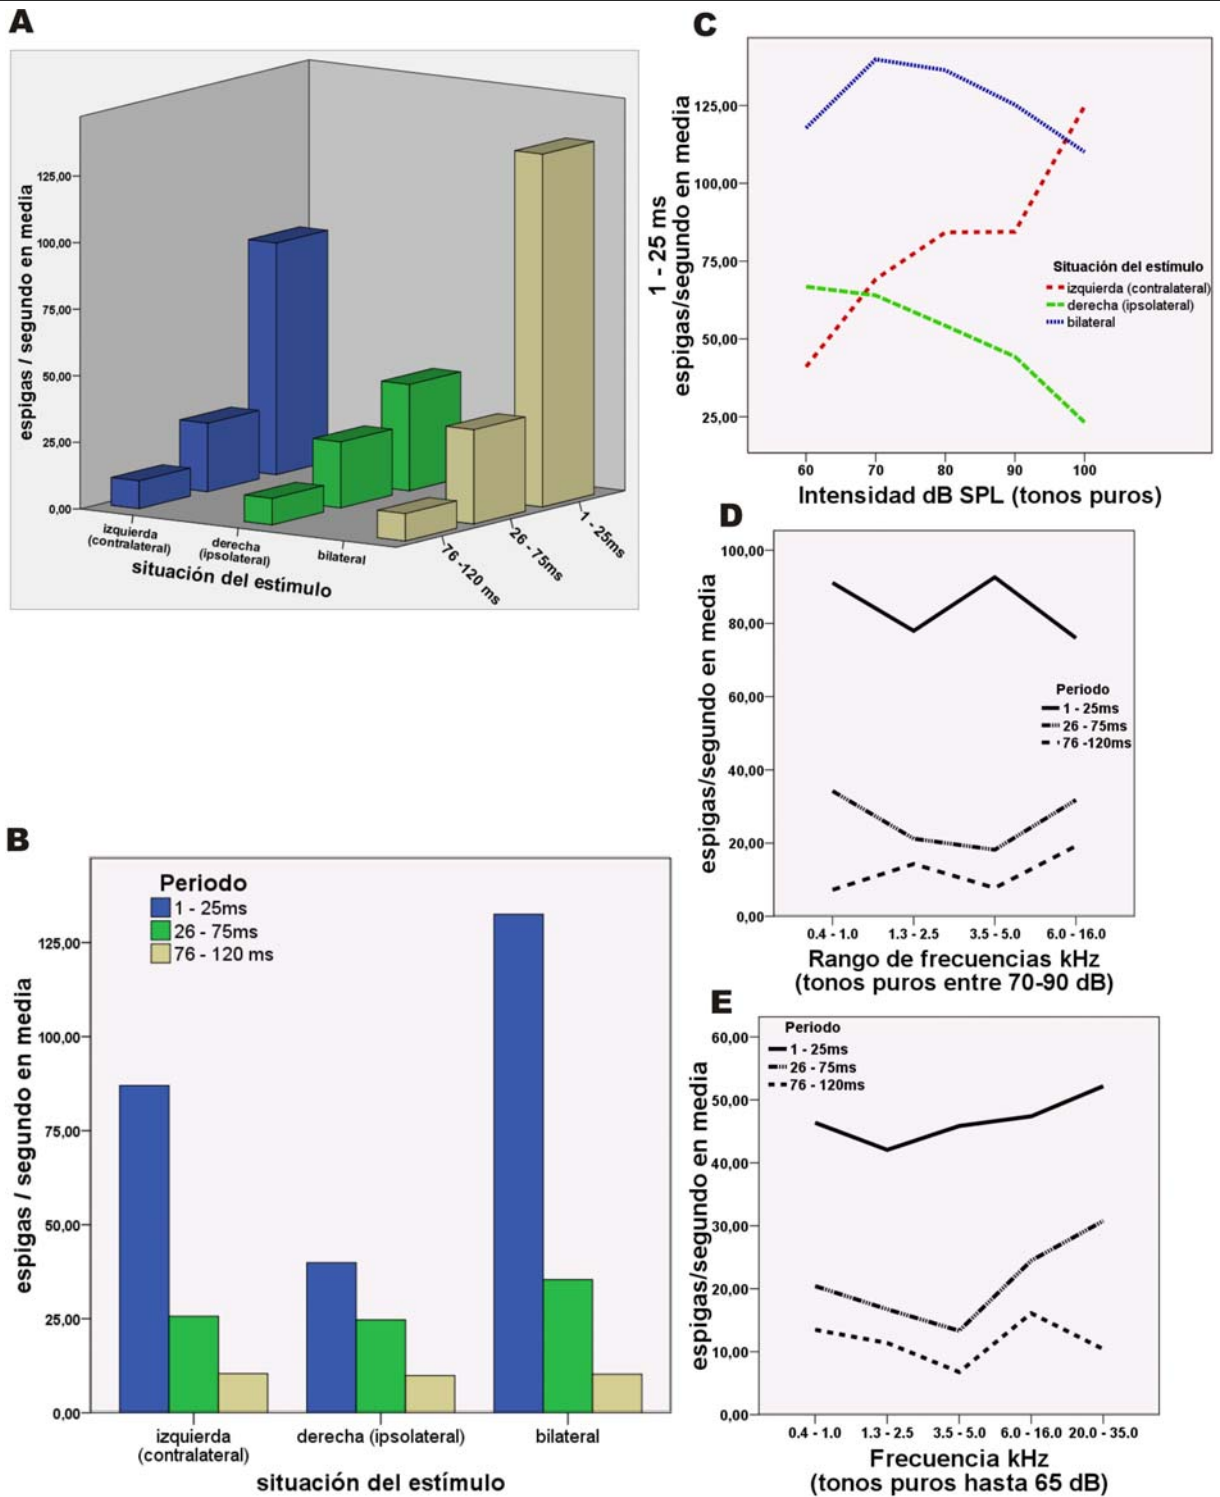 A
espigas / segundo en media
125,00
100,00
75,00
50,00
25,00
0,00
izquierda
(contralateral)
derecha
(ipsolateral)
bilateral
situación del estímulo
76 -120 ms
26 - 75ms
1 - 25ms
B
espigas / segundo en media
Periodo
1 - 25ms
26 - 75ms
76 - 120 ms
125,00
100,00
75,00
50,00
25,00
0,00
izquierda
(contralateral)
derecha (ipsolateral)
bilateral
situación del estímulo
C
1 - 25 ms
espigas/segundo en media
125,00
100,00
75,00
50,00
25,00
Situación del estímulo
izquierda (contralateral)
derecha (ipsolateral)
bilateral
60 70 80 90 100
Intensidad dB SPL (tonos puros)
D
espigas/segundo en media
100,00
80,00
60,00
40,00
20,00
0,00
Periodo
1 - 25ms
26 - 75ms
76 -120ms
0.4 - 1.0 1.3 - 2.5 3.5 - 5.0 6.0 - 16.0
Rango de frecuencias kHz
(tonos puros entre 70-90 dB)
E
espigas/segundo en media
60,00
50,00
40,00
30,00
20,00
10,00
0,00
Periodo
1 - 25ms
26 - 75ms
76 - 120ms
0.4 - 1.0 1.3 - 2.5 3.5 - 5.0 6.0 - 16.0 20.0 - 35.0
Frecuencia kHz
(tonos puros hasta 65 dB)